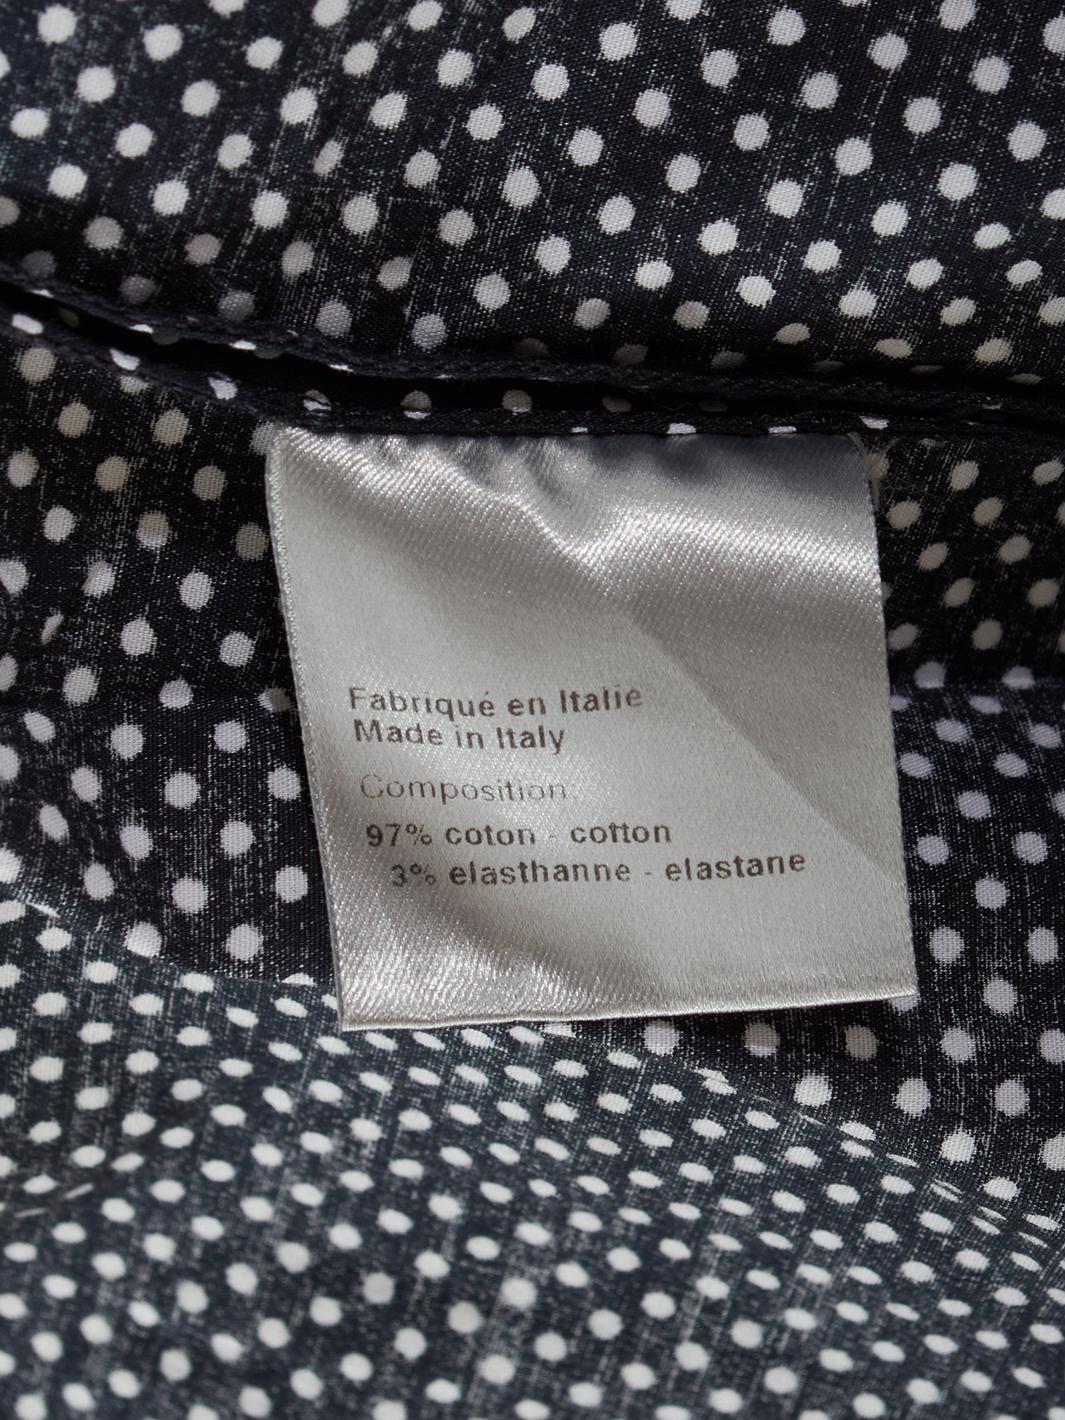 Fabriqué en Italie
Made in Italy
Composition:
97% coton - cotton
3% elasthanne - elastane